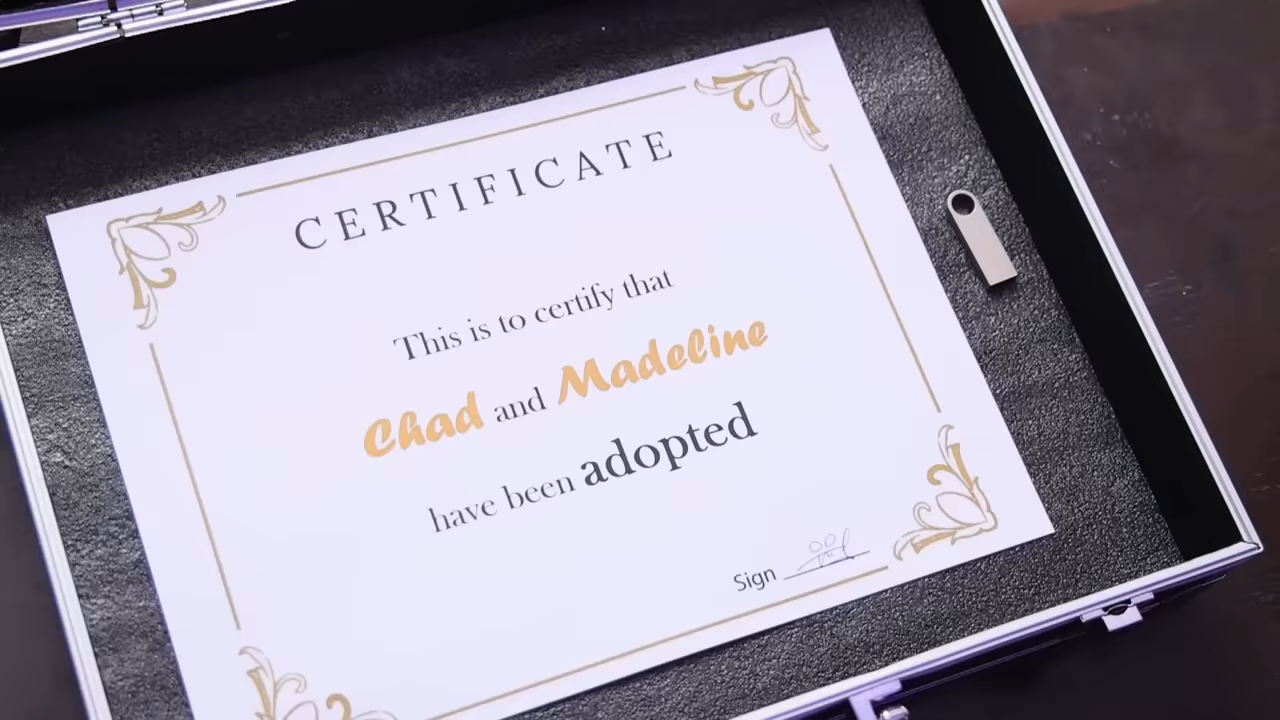 CERTIFICATE
This is to certify that
Chad and Madeline
have been adopted
Sign